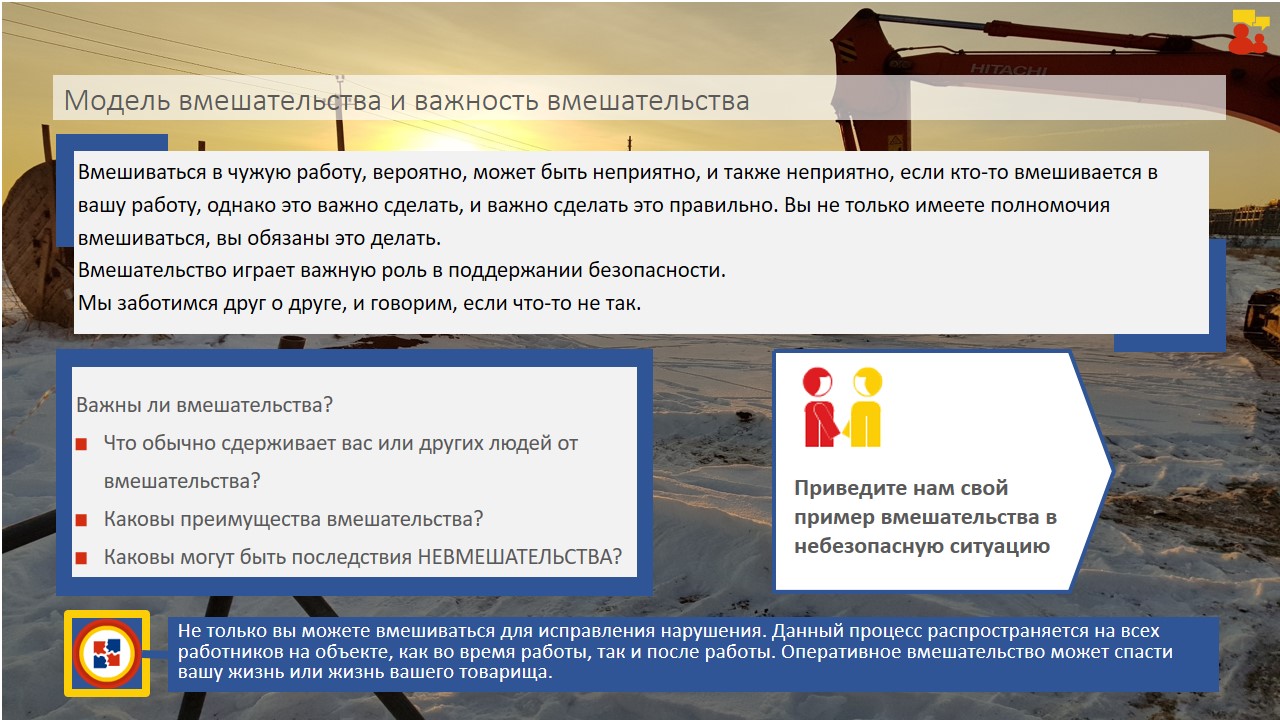 HITACHI
Модель вмешательства и важность вмешательства
Вмешиваться в чужую работу, вероятно, может быть неприятно, и также неприятно, если кто-то вмешивается в
вашу работу, однако это важно сделать, и важно сделать это правильно. Вы не только имеете полномочия
вмешиваться, вы обязаны это делать.
Вмешательство играет важную роль в поддержании безопасности.
Мы заботимся друг о друге, и говорим, если что-то не так.
Важны ли вмешательства?
Что обычно сдерживает вас или других людей от
вмешательства?
Каковы преимущества вмешательства?
Каковы могут быть последствия НЕВМЕШАТЕЛЬСТВА?
Приведите нам свой
пример вмешательства в
небезопасную ситуацию
Не только вы можете вмешиваться для исправления нарушения. Данный процесс распространяется на всех
работников на объекте, как во время работы, так и после работы. Оперативное вмешательство может спасти
вашу жизнь или жизнь вашего товарища.